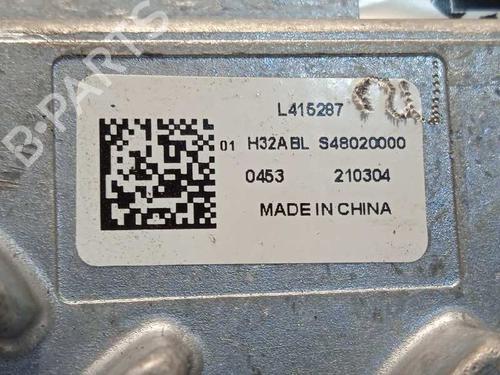 B-PARTS
L415287
01 H32ABL S48020000
0453 210304
MADE IN CHINA